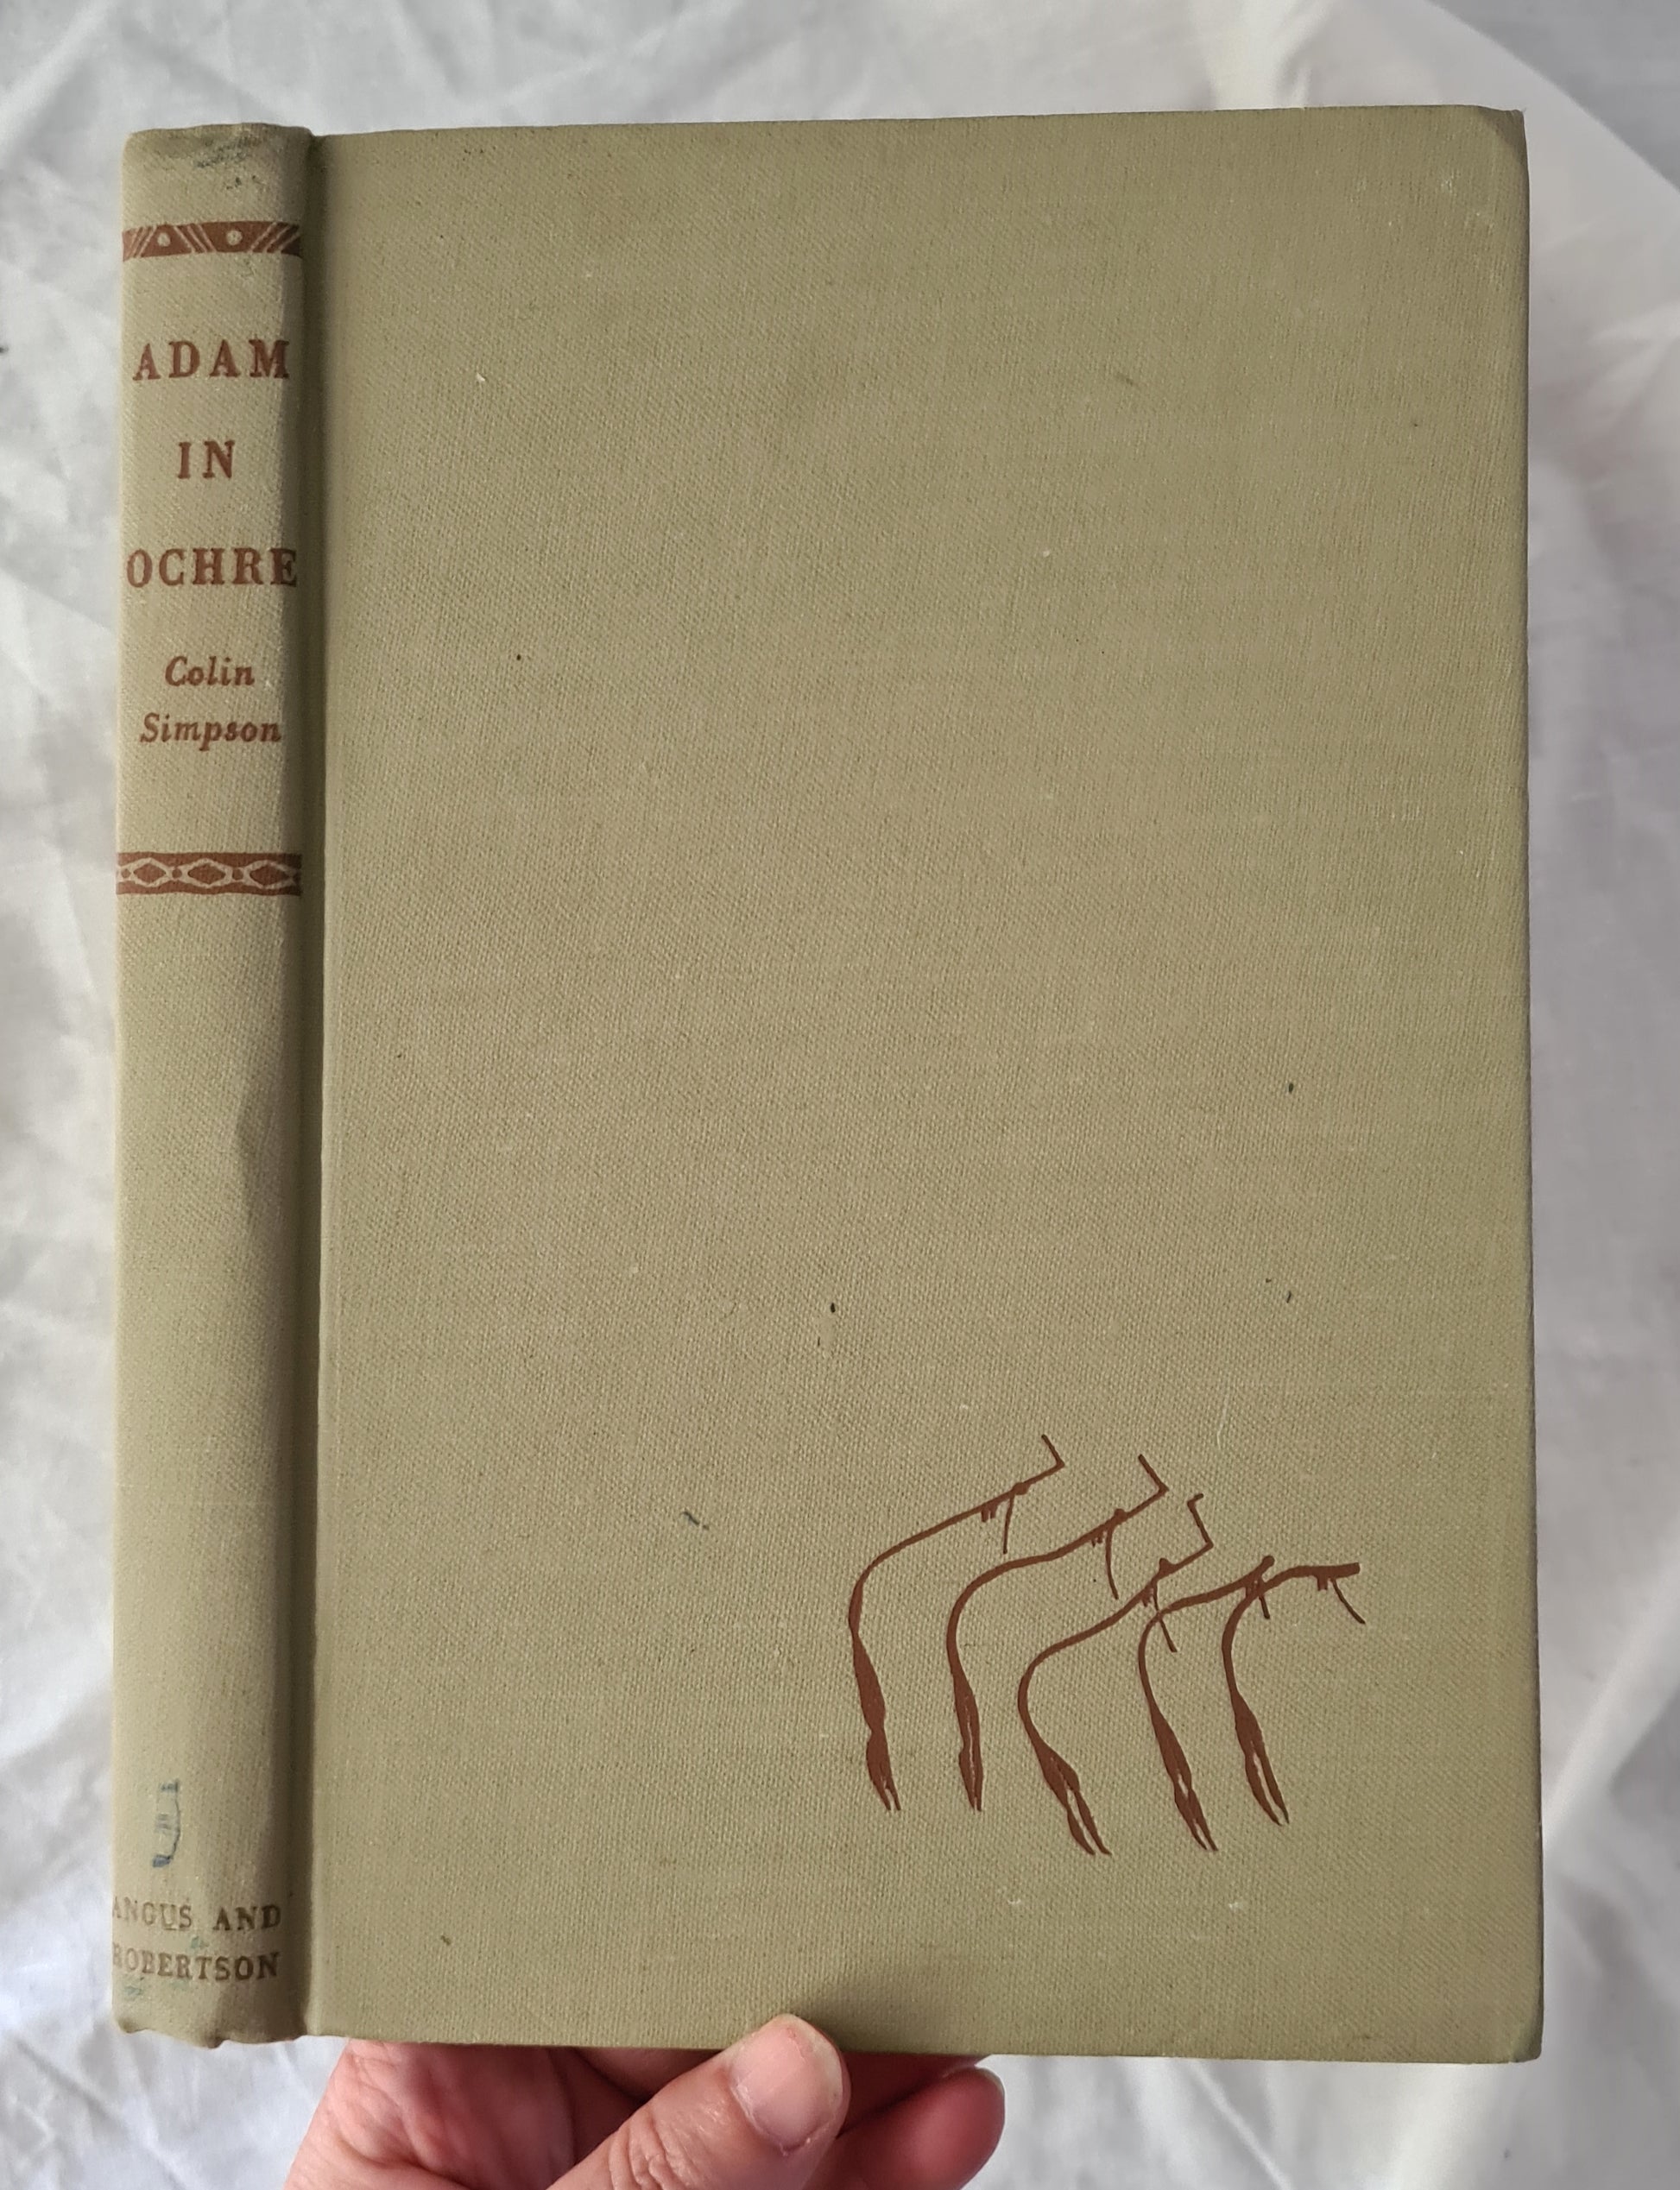 ADAM
IN
OCHRE
Colin
Simpson
ANGUS AND
ROBERTSON